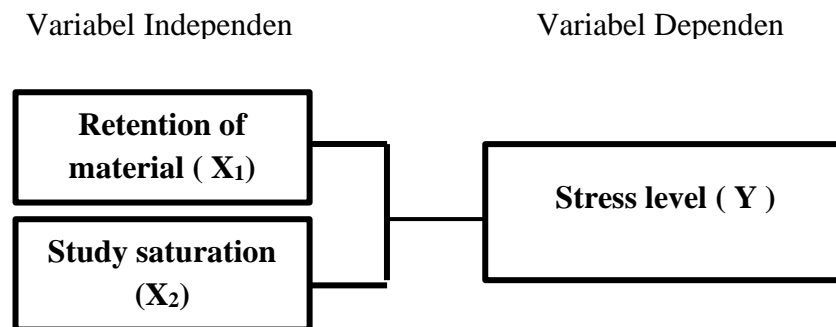 Variabel Independen
Variabel Dependen
Retention of
material ( X₁)
Study saturation
(X₂)
Stress level ( Y )